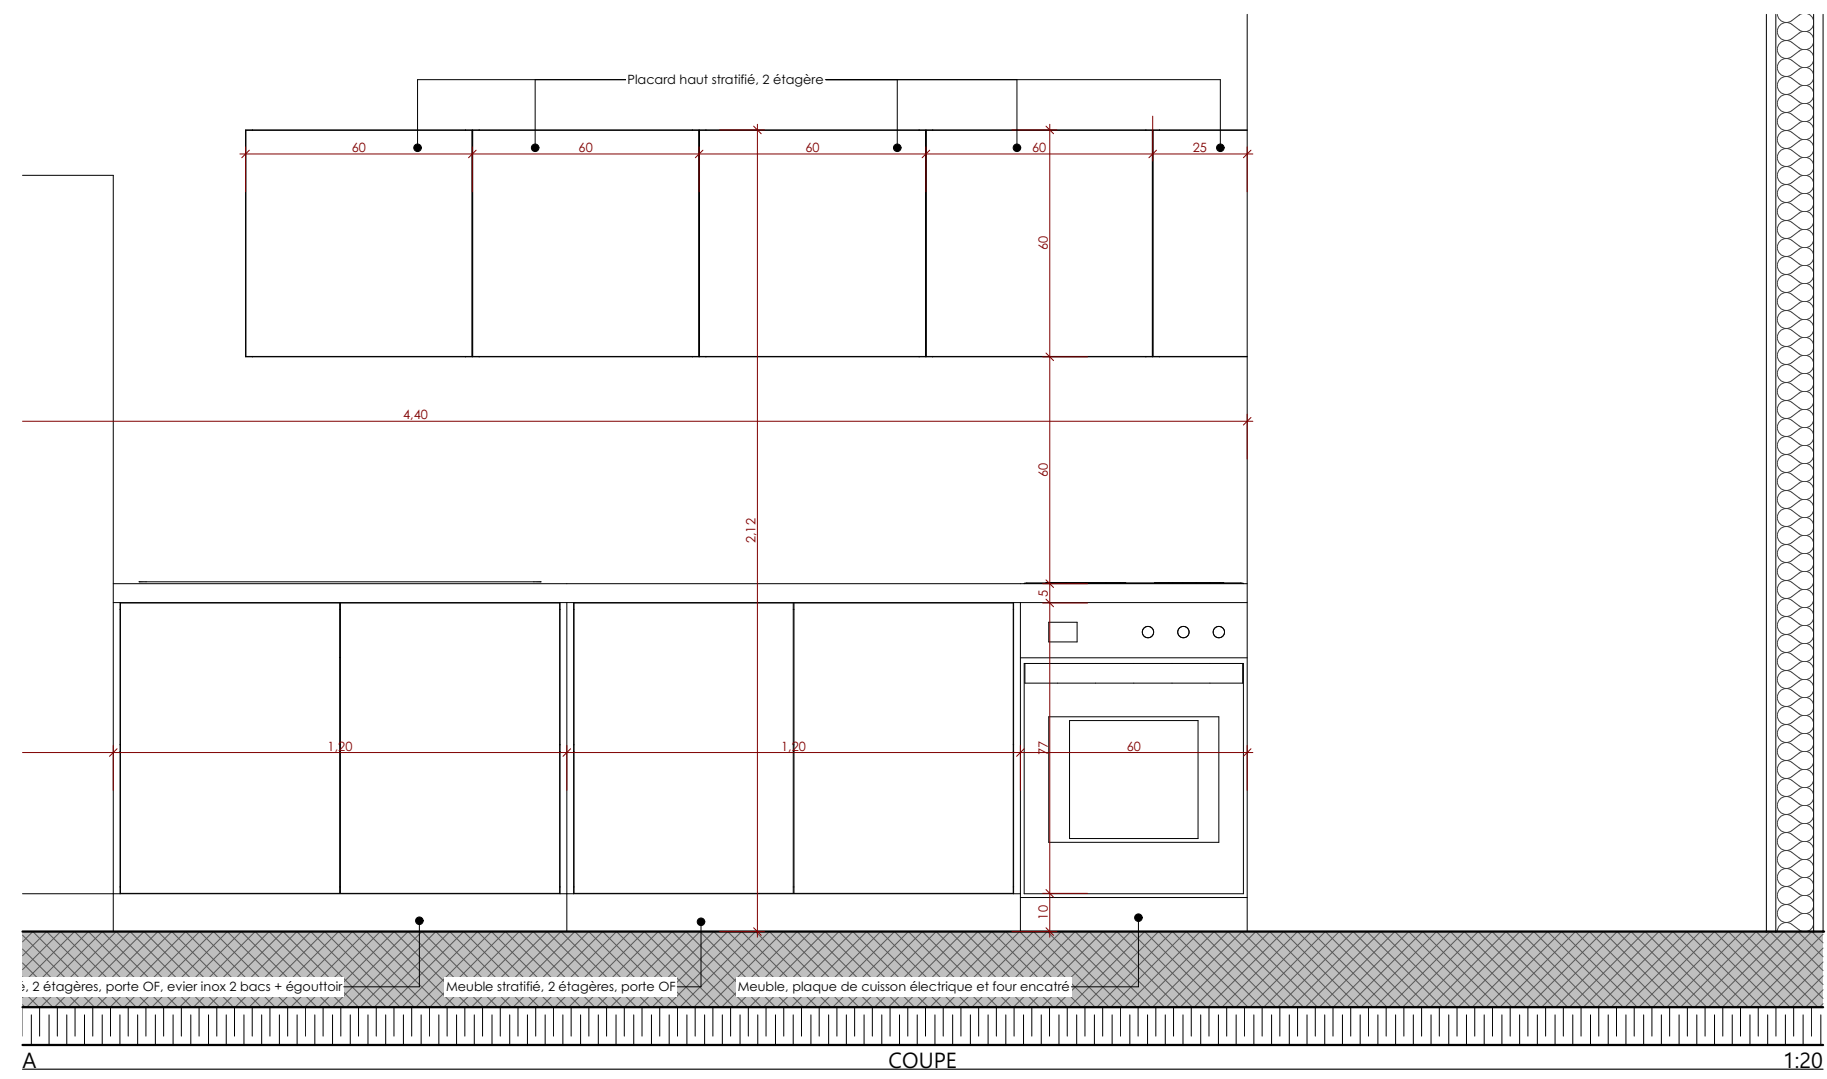 Placard haut stratifié, 2 étagère
60
60
60
60
25
60
4,40
60
2,12
5
1,20
1,20
77
60
10
, 2 étagères, porte OF, evier inox 2 bacs + égouttoir
Meuble stratifié, 2 étagères, porte OF
Meuble, plaque de cuisson électrique et four encatré
A
COUPE
1:20